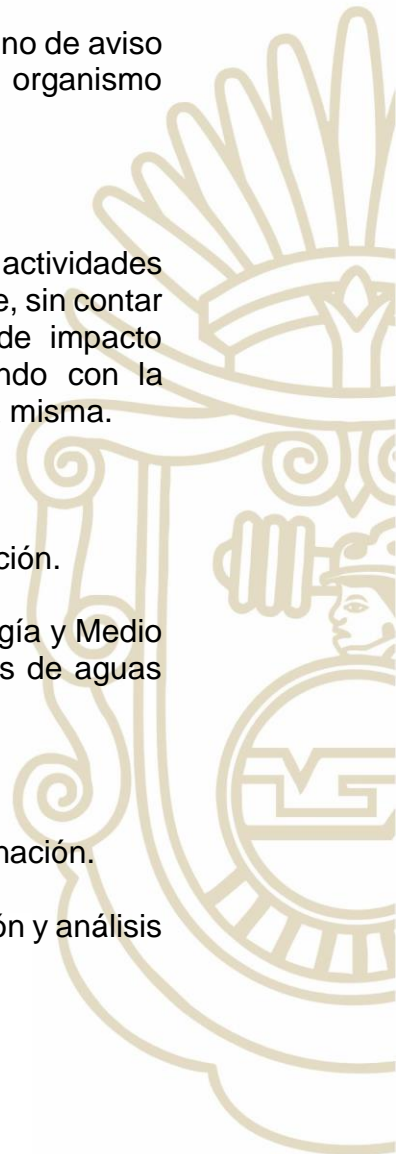 no de aviso
organismo
actividades
e, sin contar
de impacto
ndo con la
misma.
ción.
gía y Medio
s de aguas
nación.
ón y análisis